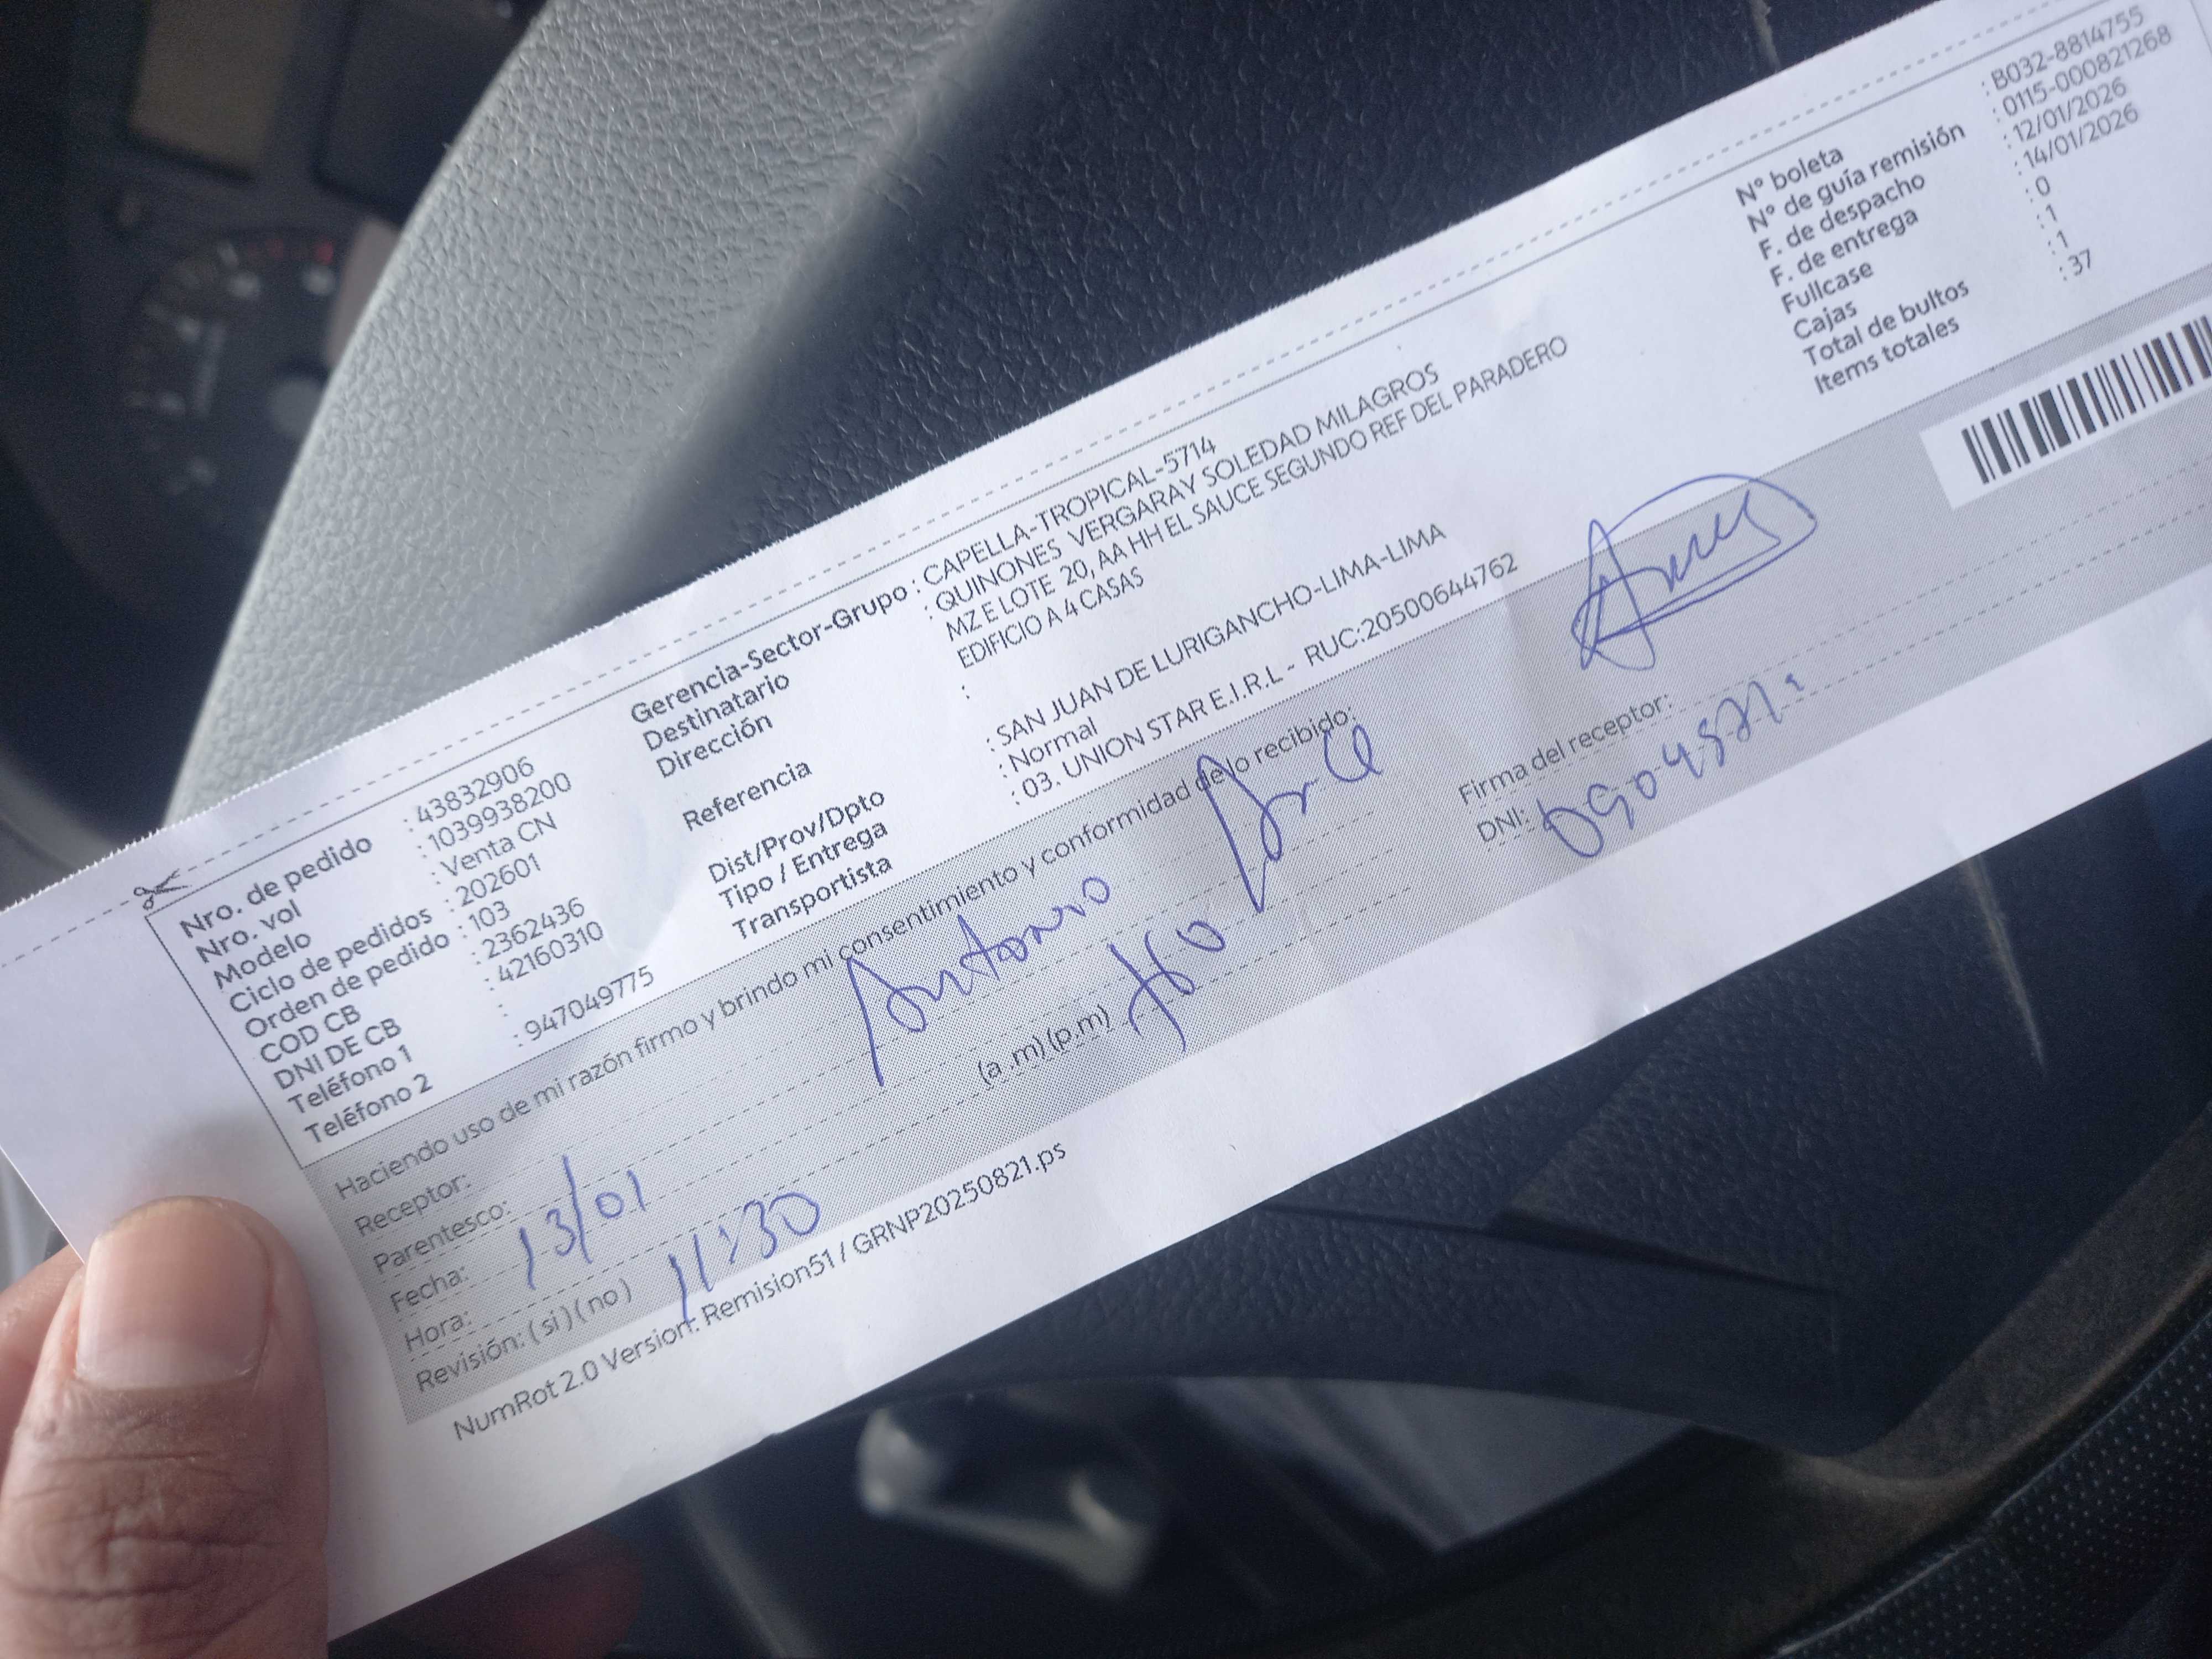 Nro. de pedido : 43832906
Nro. vol : 1039938200
Modelo : Venta CN
Ciclo de pedidos : 202601
Orden de pedido : 103
COD CB : 2362436
DNI DE CB : 42160310
Teléfono 1 :
Teléfono 2 : 947049775
Gerencia-Sector-Grupo : CAPELLA-TROPICAL-5714
Destinatario : QUINONES VERGARAY SOLEDAD MILAGROS
Dirección MZ E LOTE 20, AA HH EL SAUCE SEGUNDO REF DEL PARADERO
EDIFICIO A 4 CASAS
Referencia :
Dist/Prov/Dpto : SAN JUAN DE LURIGANCHO-LIMA-LIMA
Tipo / Entrega : Normal
Transportista : 03. UNION STAR E.I.R.L - RUC:20500644762
N° boleta : B032-8814755
N° de guía remisión : 0115-000821268
F. de despacho : 12/01/2026
F. de entrega : 14/01/2026
Fullcase : 0
Cajas : 1
Total de bultos : 1
Items totales : 37
Haciendo uso de mi razón firmo y brindo mi consentimiento y conformidad de lo recibido:
Receptor: Antonio Arce
Parentesco:
Fecha: 13/01
Hora: 11:30 (a .m) (p.m)
Revisión: ( si ) ( no )
Firma del receptor:
DNI:
NumRot 2.0 Version: Remision51 / GRNP20250821.ps